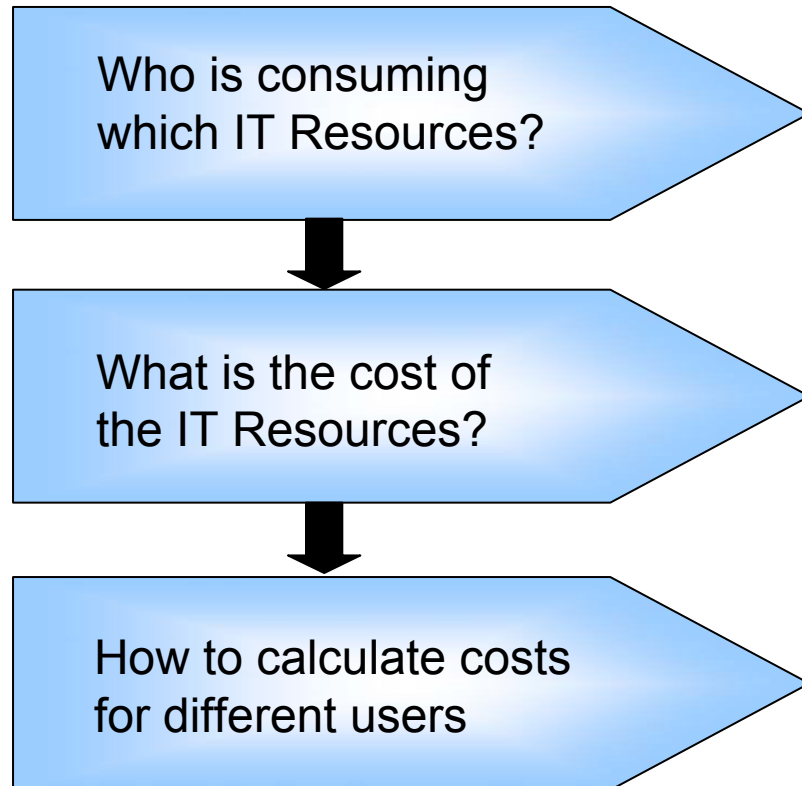 Who is consuming
which IT Resources?
What is the cost of
the IT Resources?
How to calculate costs
for different users